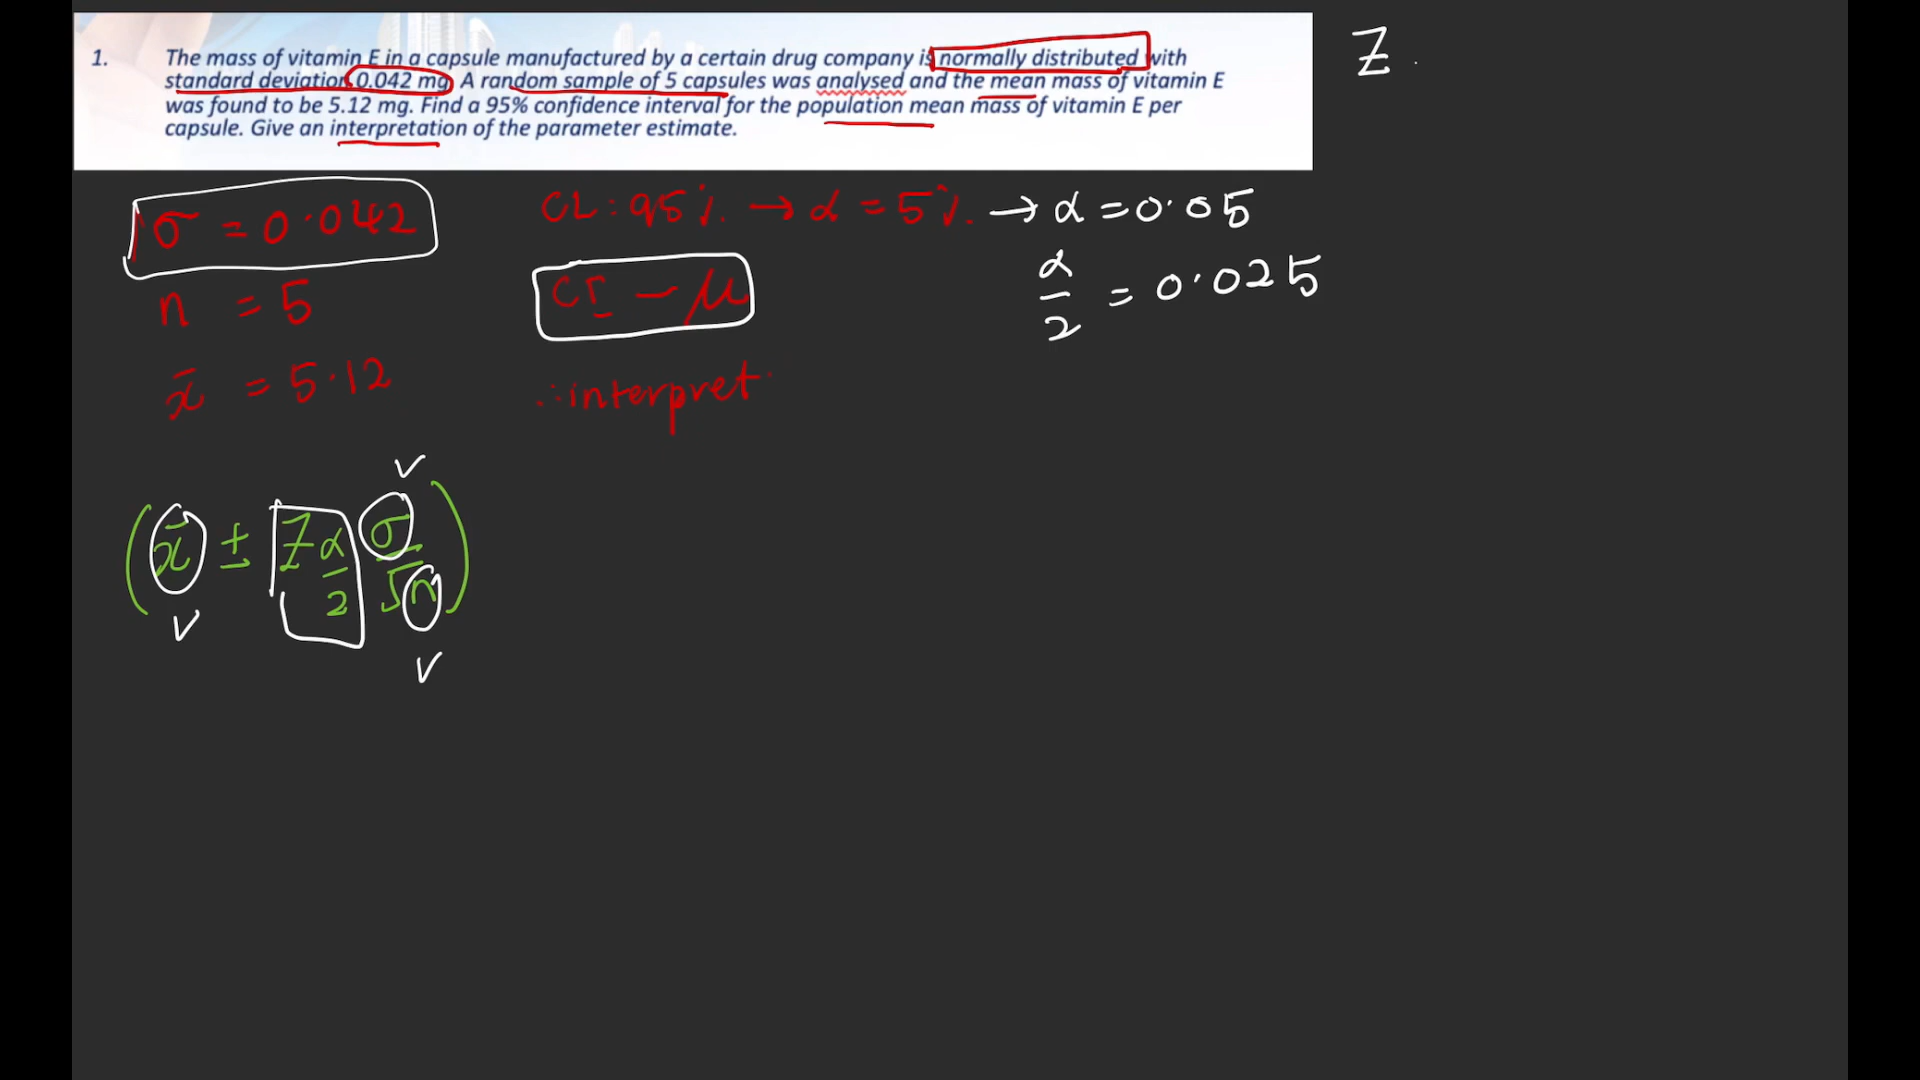 1. The mass of vitamin E in a capsule manufactured by a certain drug company is normally distributed with
standard deviation 0.042 mg. A random sample of 5 capsules was analysed and the mean mass of vitamin E
was found to be 5.12 mg. Find a 95% confidence interval for the population mean mass of vitamin E per
capsule. Give an interpretation of the parameter estimate.
Z
σ = 0.042
CL: 95% → α = 5% → α = 0.05
α/2 = 0.025
n = 5
CI - μ
x̄ = 5.12
∴ interpret
(x̄ ± Z α/2 σ/√n)